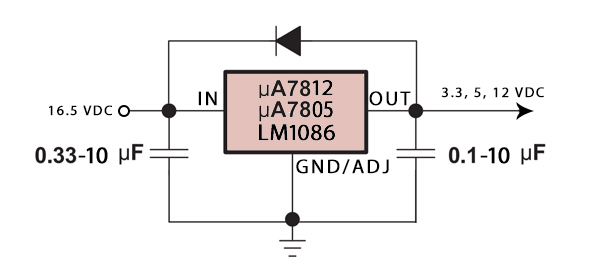 µA7812
IN
µA7805
OUT
3.3, 5, 12 VDC
16.5 VDC
LM1086
0.33-10 µF
GND/ADJ
0.1-10 µF